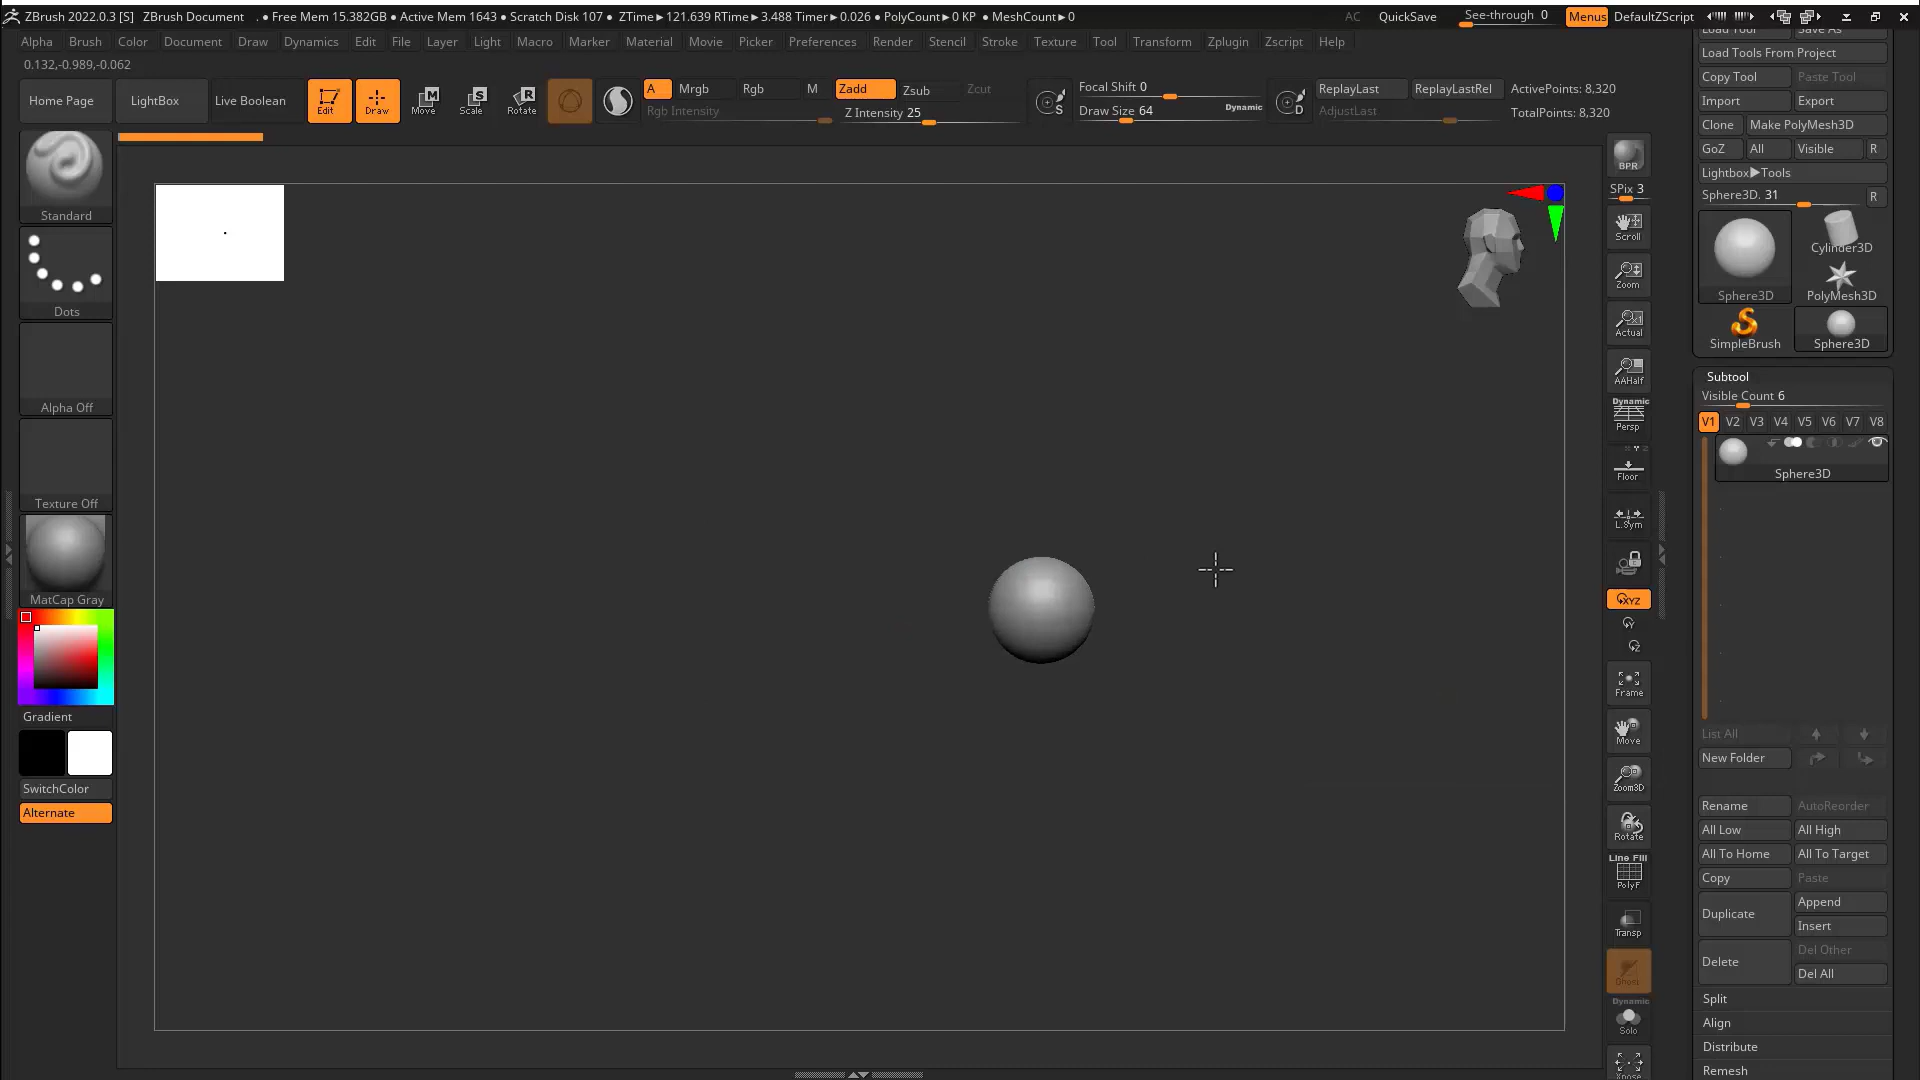 ZBrush 2022.0.3 [S] ZBrush Document . • Free Mem 15.382GB • Active Mem 1643 • Scratch Disk 107 • ZTime▶121.639 RTime▶3.488 Timer▶0.026 • PolyCount▶0 KP • MeshCount▶0 AC QuickSave See-through 0 Menus DefaultZScript
Alpha Brush Color Document Draw Dynamics Edit File Layer Light Macro Marker Material Movie Picker Preferences Render Stencil Stroke Texture Tool Transform Zplugin Zscript Help
0.132,-0.989,-0.062
Home Page LightBox Live Boolean Edit Draw Move Scale Rotate
A Mrgb Rgb M Zadd Zsub Zcut
Rgb Intensity Z Intensity 25
Focal Shift 0
Draw Size 64 Dynamic
ReplayLast ReplayLastRel ActivePoints: 8,320
AdjustLast TotalPoints: 8,320
Standard
Dots
Alpha Off
Texture Off
MatCap Gray
Gradient
SwitchColor
Alternate
BPR
SPix 3
Scroll
Zoom
Actual
AAHalf
Dynamic
Persp
Floor
L.Sym
XYZ
Y
Z
Frame
Move
Zoom3D
Rotate
Line Fill
PolyF
Transp
Ghost
Dynamic
Solo
Xpose
Load Tool Save As
Load Tools From Project
Copy Tool Paste Tool
Import Export
Clone Make PolyMesh3D
GoZ All Visible R
Lightbox▶Tools
Sphere3D. 31 R
Sphere3D
Cylinder3D
PolyMesh3D
SimpleBrush
Sphere3D
Subtool
Visible Count 6
V1 V2 V3 V4 V5 V6 V7 V8
Sphere3D
List All
New Folder
Rename AutoReorder
All Low All High
All To Home All To Target
Copy Paste
Duplicate Append
Insert
Delete Del Other
Del All
Split
Align
Distribute
Remesh